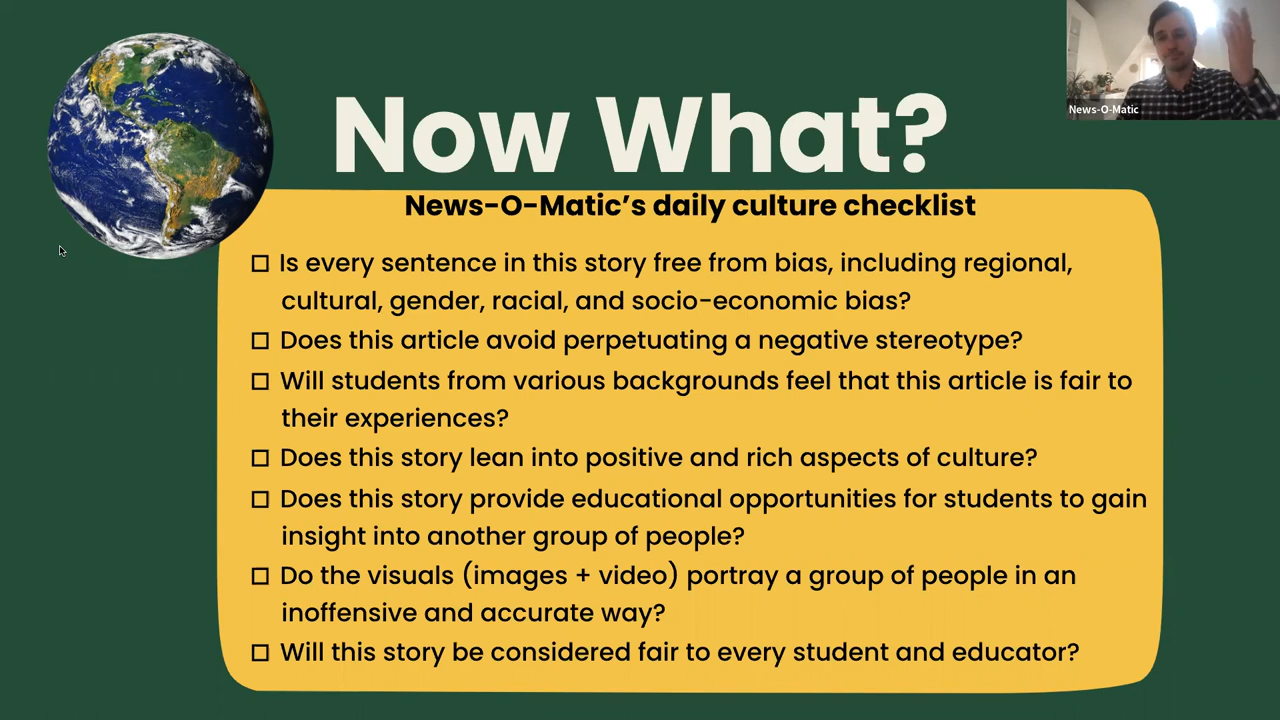 News-O-Matic
Now What?
News-O-Matic’s daily culture checklist
Is every sentence in this story free from bias, including regional,
cultural, gender, racial, and socio-economic bias?
Does this article avoid perpetuating a negative stereotype?
Will students from various backgrounds feel that this article is fair to
their experiences?
Does this story lean into positive and rich aspects of culture?
Does this story provide educational opportunities for students to gain
insight into another group of people?
Do the visuals (images + video) portray a group of people in an
inoffensive and accurate way?
Will this story be considered fair to every student and educator?